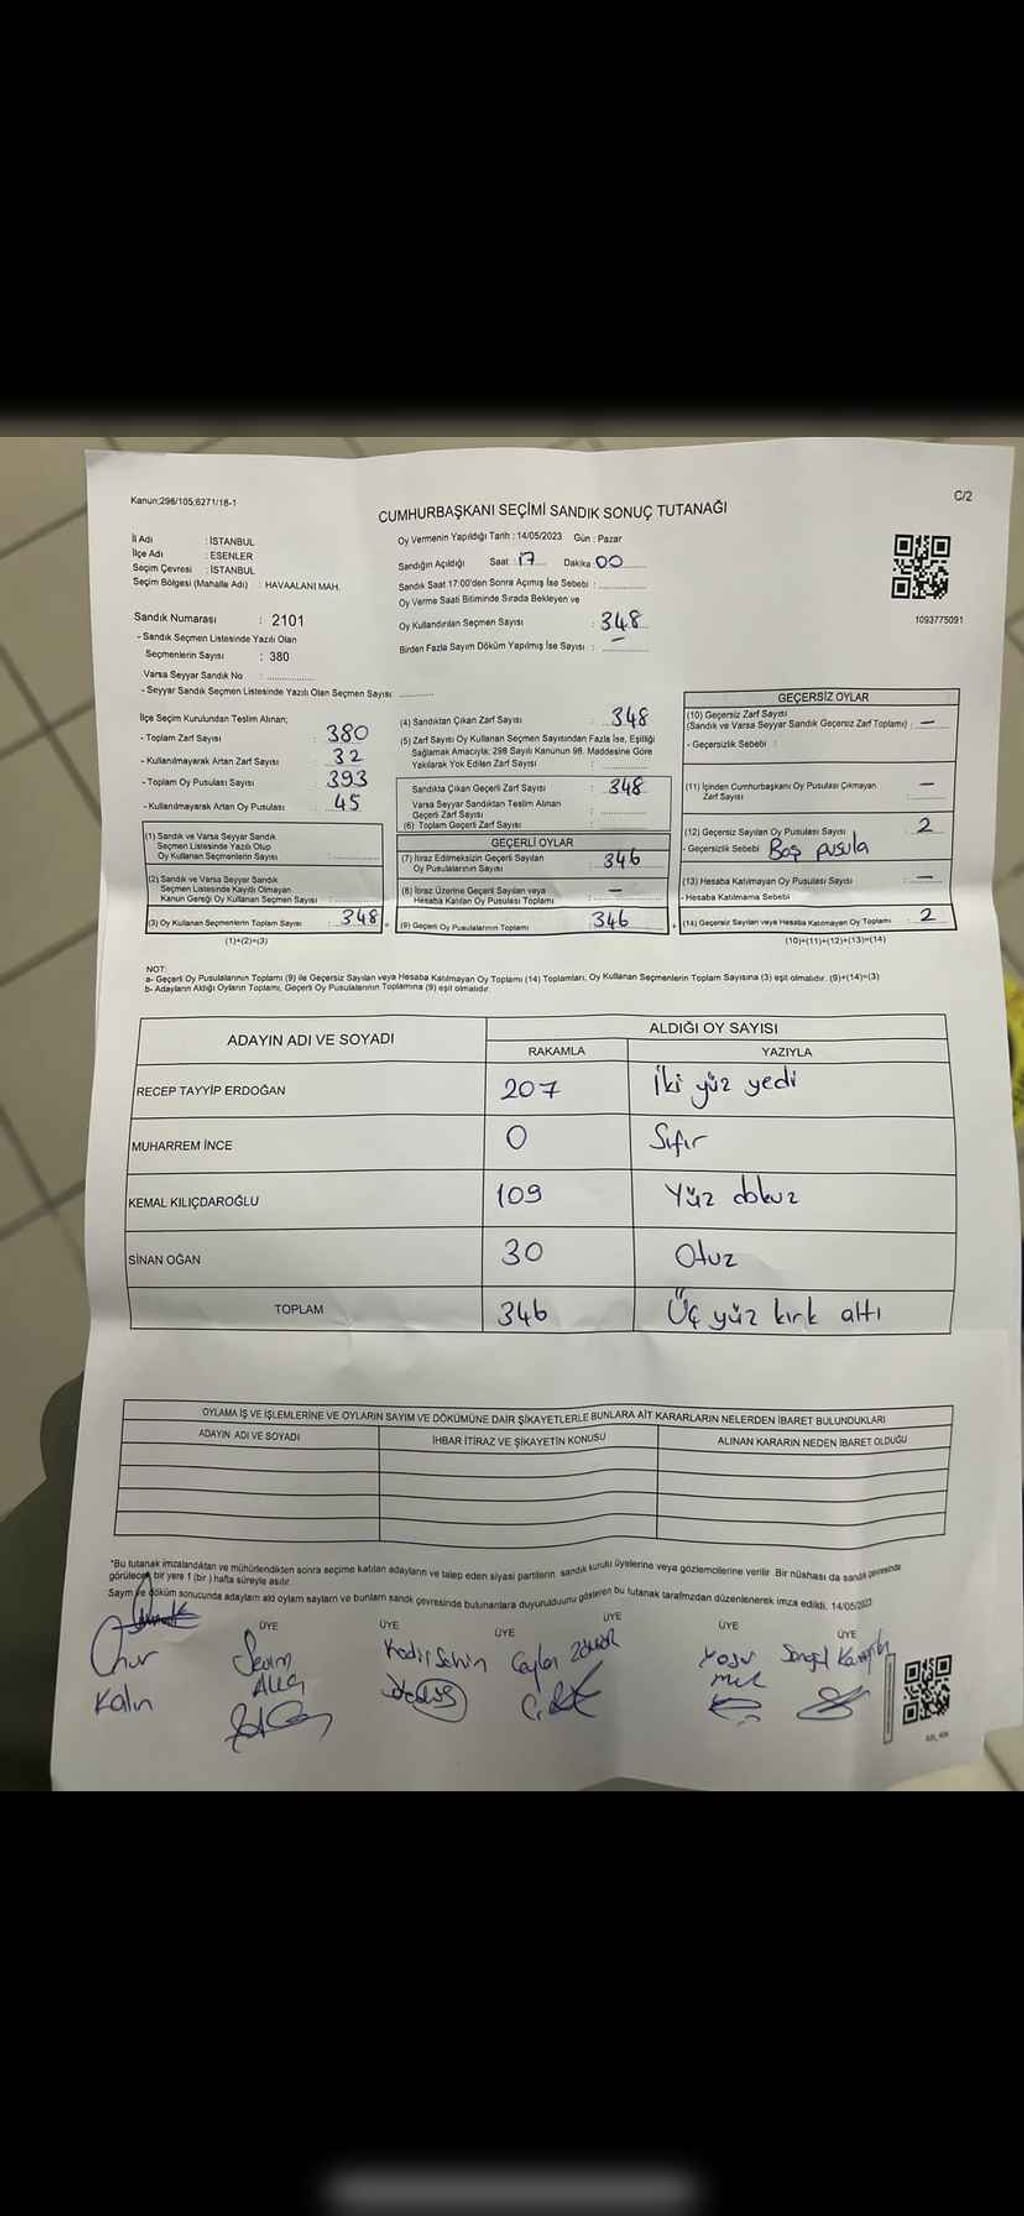 Kanun:298/105;6271/18-1
C/2
CUMHURBAŞKANI SEÇİMİ SANDIK SONUÇ TUTANAĞI
İl Adı : İSTANBUL
İlçe Adı : ESENLER
Seçim Çevresi : İSTANBUL
Seçim Bölgesi (Mahalle Adı) : HAVAALANI MAH.
Oy Vermenin Yapıldığı Tarih : 14/05/2023 Gün : Pazar
Sandığın Açıldığı Saat 17 Dakika 00
Sandık Saat 17:00'den Sonra Açımış İse Sebebi :
Oy Verme Saati Bitiminde Sırada Bekleyen ve
Oy Kullandırılan Seçmen Sayısı : 348
Birden Fazla Sayım Döküm Yapılmış İse Sayısı :
1093775091
Sandık Numarası : 2101
- Sandık Seçmen Listesinde Yazılı Olan
Seçmenlerin Sayısı : 380
Varsa Seyyar Sandık No :
- Seyyar Sandık Seçmen Listesinde Yazılı Olan Seçmen Sayısı
İlçe Seçim Kurulundan Teslim Alınan;
- Toplam Zarf Sayısı : 380
- Kullanılmayarak Artan Zarf Sayısı : 32
- Toplam Oy Pusulası Sayısı : 393
- Kullanılmayarak Artan Oy Pusulası : 45
(1) Sandık ve Varsa Seyyar Sandık
Seçmen Listesinde Yazılı Olup
Oy Kullanan Seçmenlerin Sayısı :
(2) Sandık ve Varsa Seyyar Sandık
Seçmen Listesinde Kayıtlı Olmayan
Kanun Gereği Oy Kullanan Seçmen Sayısı :
(3) Oy Kullanan Seçmenlerin Toplam Sayısı : 348
(1)+(2)=(3)
(4) Sandıktan Çıkan Zarf Sayısı : 348
(5) Zarf Sayısı Oy Kullanan Seçmen Sayısından Fazla İse, Eşitliği
Sağlamak Amacıyla; 298 Sayılı Kanunun 98. Maddesine Göre
Yakılarak Yok Edilen Zarf Sayısı :
Sandıkta Çıkan Geçerli Zarf Sayısı : 348
Varsa Seyyar Sandıktan Teslim Alınan
Geçerli Zarf Sayısı :
(6) Toplam Geçerli Zarf Sayısı :
GEÇERLİ OYLAR
(7) İtiraz Edilmeksizin Geçerli Sayılan
Oy Pusulalarının Sayısı : 346
(8) İtiraz Üzerine Geçerli Sayılan veya
Hesaba Katılan Oy Pusulası Toplamı : —
(9) Geçerli Oy Pusulalarının Toplamı : 346
GEÇERSİZ OYLAR
(10) Geçersiz Zarf Sayısı
(Sandık ve Varsa Seyyar Sandık Geçersiz Zarf Toplamı) : —
- Geçersizlik Sebebi :
(11) İçinden Cumhurbaşkanı Oy Pusulası Çıkmayan
Zarf Sayısı : —
(12) Geçersiz Sayılan Oy Pusulası Sayısı : 2
- Geçersizlik Sebebi Boş pusula
(13) Hesaba Katılmayan Oy Pusulası Sayısı : —
- Hesaba Katılmama Sebebi
(14) Geçersiz Sayılan veya Hesaba Katılmayan Oy Toplamı : 2
(10)+(11)+(12)+(13)=(14)
NOT:
a- Geçerli Oy Pusulalarının Toplamı (9) ile Geçersiz Sayılan veya Hesaba Katılmayan Oy Toplamı (14) Toplamları, Oy Kullanan Seçmenlerin Toplam Sayısına (3) eşit olmalıdır. (9)+(14)=(3)
b- Adayların Aldığı Oyların Toplamı, Geçerli Oy Pusulalarının Toplamına (9) eşit olmalıdır.
ADAYIN ADI VE SOYADI
ALDIĞI OY SAYISI
RAKAMLA YAZIYLA
RECEP TAYYİP ERDOĞAN 207 İki yüz yedi
MUHARREM İNCE 0 Sıfır
KEMAL KILIÇDAROĞLU 109 Yüz dokuz
SİNAN OĞAN 30 Otuz
TOPLAM 346 Üç yüz kırk altı
OYLAMA İŞ VE İŞLEMLERİNE VE OYLARIN SAYIM VE DÖKÜMÜNE DAİR ŞİKAYETLERLE BUNLARA AİT KARARLARIN NELERDEN İBARET BULUNDUKLARI
ADAYIN ADI VE SOYADI İHBAR İTİRAZ VE ŞİKAYETİN KONUSU ALINAN KARARIN NEDEN İBARET OLDUĞU
*Bu tutanak imzalandıktan ve mühürlendikten sonra seçime katılan adayların ve talep eden siyasi partilerin sandık kurulu üyelerine veya gözlemcilerine verilir. Bir nüshası da sandık çevresinde
görülecek bir yere 1 (bir) hafta süreyle asılır.
Sayım ve döküm sonucunda adayların aldı oyların sayıları ve bunların sandık çevresinde bulunanlara duyurulduunu gösteren bu tutanak tarafımızdan düzenlenerek imza edildi. 14/05/2023
ÜYE ÜYE ÜYE ÜYE ÜYE ÜYE
Onur Sevim Kadir Şahin Ceylan
Kalın